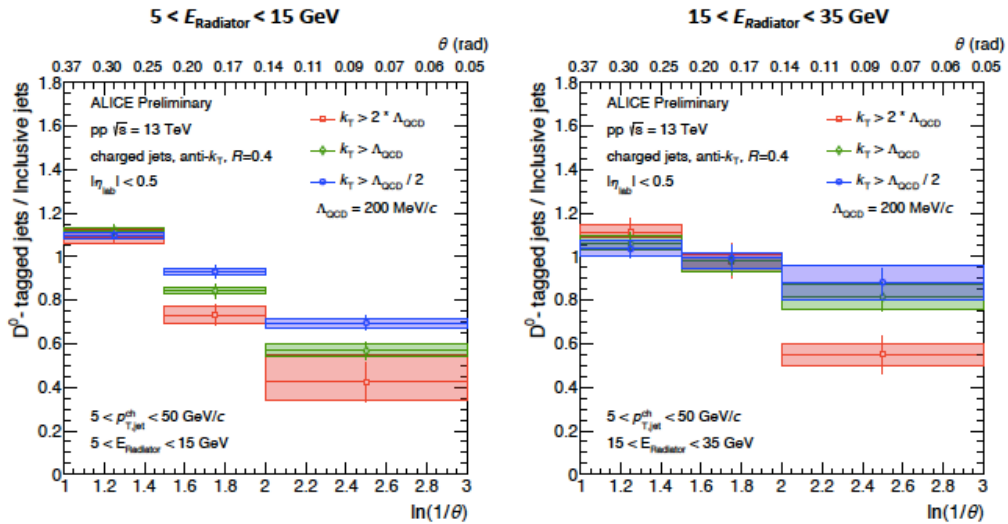 5 < E_Radiator < 15 GeV
θ (rad)
0.37 0.30 0.25 0.20 0.17 0.14 0.11 0.09 0.08 0.06 0.05
D⁰- tagged jets / Inclusive jets
1.8
1.6
1.4
1.2
1
0.8
0.6
0.4
0.2
0
ALICE Preliminary
pp √s = 13 TeV
charged jets, anti-k_T, R=0.4
|η_lab| < 0.5
k_T > 2 * Λ_QCD
k_T > Λ_QCD
k_T > Λ_QCD / 2
Λ_QCD = 200 MeV/c
5 < p^ch_T,jet < 50 GeV/c
5 < E_Radiator < 15 GeV
1 1.2 1.4 1.6 1.8 2 2.2 2.4 2.6 2.8 3
ln(1/θ)
15 < E_Radiator < 35 GeV
θ (rad)
0.37 0.30 0.25 0.20 0.17 0.14 0.11 0.09 0.08 0.06 0.05
D⁰- tagged jets / Inclusive jets
1.8
1.6
1.4
1.2
1
0.8
0.6
0.4
0.2
0
ALICE Preliminary
pp √s = 13 TeV
charged jets, anti-k_T, R=0.4
|η_lab| < 0.5
k_T > 2 * Λ_QCD
k_T > Λ_QCD
k_T > Λ_QCD / 2
Λ_QCD = 200 MeV/c
5 < p^ch_T,jet < 50 GeV/c
15 < E_Radiator < 35 GeV
1 1.2 1.4 1.6 1.8 2 2.2 2.4 2.6 2.8 3
ln(1/θ)